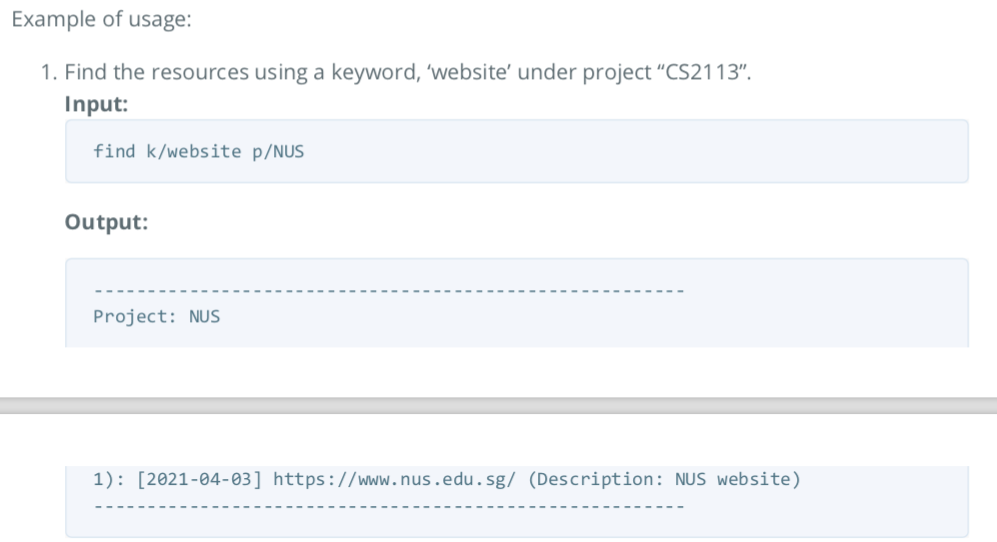 Example of usage:
1. Find the resources using a keyword, ‘website’ under project “CS2113”.
Input:
find k/website p/NUS
Output:
--------------------------------------------------------
Project: NUS
1): [2021-04-03] https://www.nus.edu.sg/ (Description: NUS website)
--------------------------------------------------------